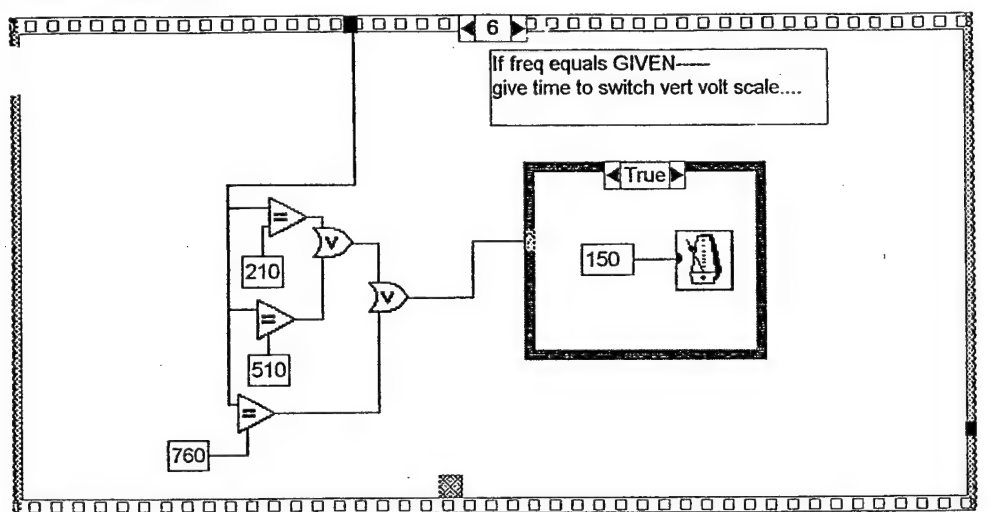 6
If freq equals GIVEN-----
give time to switch vert volt scale....
True
=
v
210
150
v
=
510
=
760